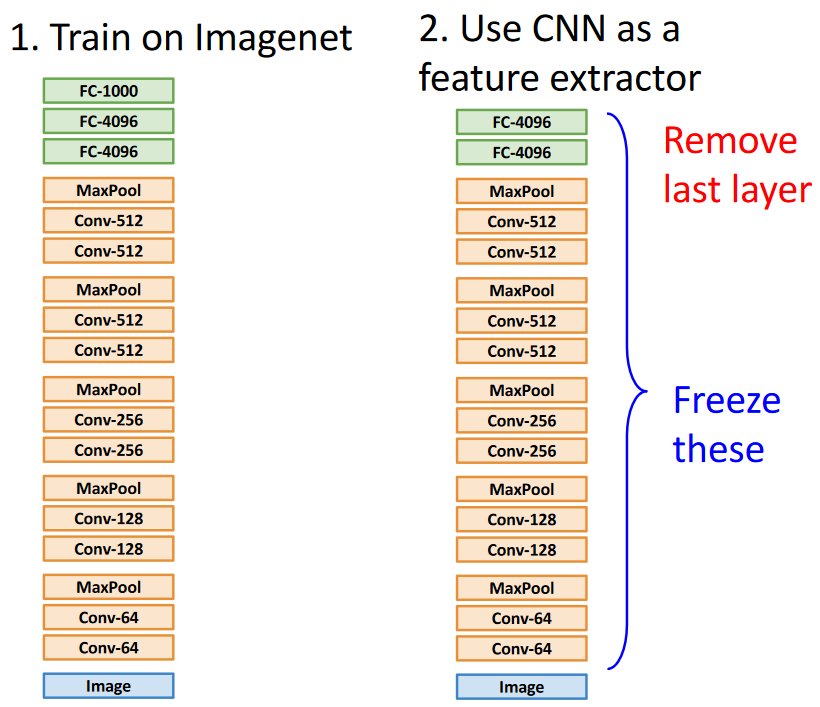 1. Train on Imagenet
FC-1000
FC-4096
FC-4096
MaxPool
Conv-512
Conv-512
MaxPool
Conv-512
Conv-512
MaxPool
Conv-256
Conv-256
MaxPool
Conv-128
Conv-128
MaxPool
Conv-64
Conv-64
Image
2. Use CNN as a
feature extractor
FC-4096
FC-4096
MaxPool
Conv-512
Conv-512
MaxPool
Conv-512
Conv-512
MaxPool
Conv-256
Conv-256
MaxPool
Conv-128
Conv-128
MaxPool
Conv-64
Conv-64
Image
Remove
last layer
Freeze
these